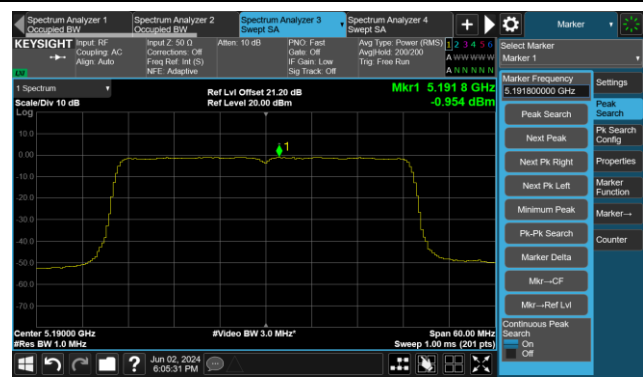 Spectrum Analyzer 1
Occupied BW
Spectrum Analyzer 2
Occupied BW
Spectrum Analyzer 3
Swept SA
Spectrum Analyzer 4
Swept SA
Marker
KEYSIGHT
Input: RF
Coupling: AC
Align: Auto
Input Z: 50 Ω
Corrections: Off
Freq Ref: Int (S)
NFE: Adaptive
Atten: 10 dB
PNO: Fast
Gate: Off
IF Gain: Low
Sig Track: Off
Avg Type: Power (RMS)
Avg|Hold: 200/200
Trig: Free Run
1 2 3 4 5 6
A W W W W W
A N N N N N
Select Marker
Marker 1
1 Spectrum
Scale/Div 10 dB
Ref Lvl Offset 21.20 dB
Ref Level 20.00 dBm
Mkr1 5.191 8 GHz
-0.954 dBm
Log
10.0
0.00
-10.0
-20.0
-30.0
-40.0
-50.0
-60.0
-70.0
1
Center 5.19000 GHz
#Res BW 1.0 MHz
#Video BW 3.0 MHz*
Span 60.00 MHz
Sweep 1.00 ms (201 pts)
Marker Frequency
5.191800000 GHz
Peak Search
Next Peak
Next Pk Right
Next Pk Left
Minimum Peak
Pk-Pk Search
Marker Delta
Mkr→CF
Mkr→Ref Lvl
Continuous Peak
Search
On
Off
Settings
Peak
Search
Pk Search
Config
Properties
Marker
Function
Marker→
Counter
?
Jun 02, 2024
6:05:31 PM